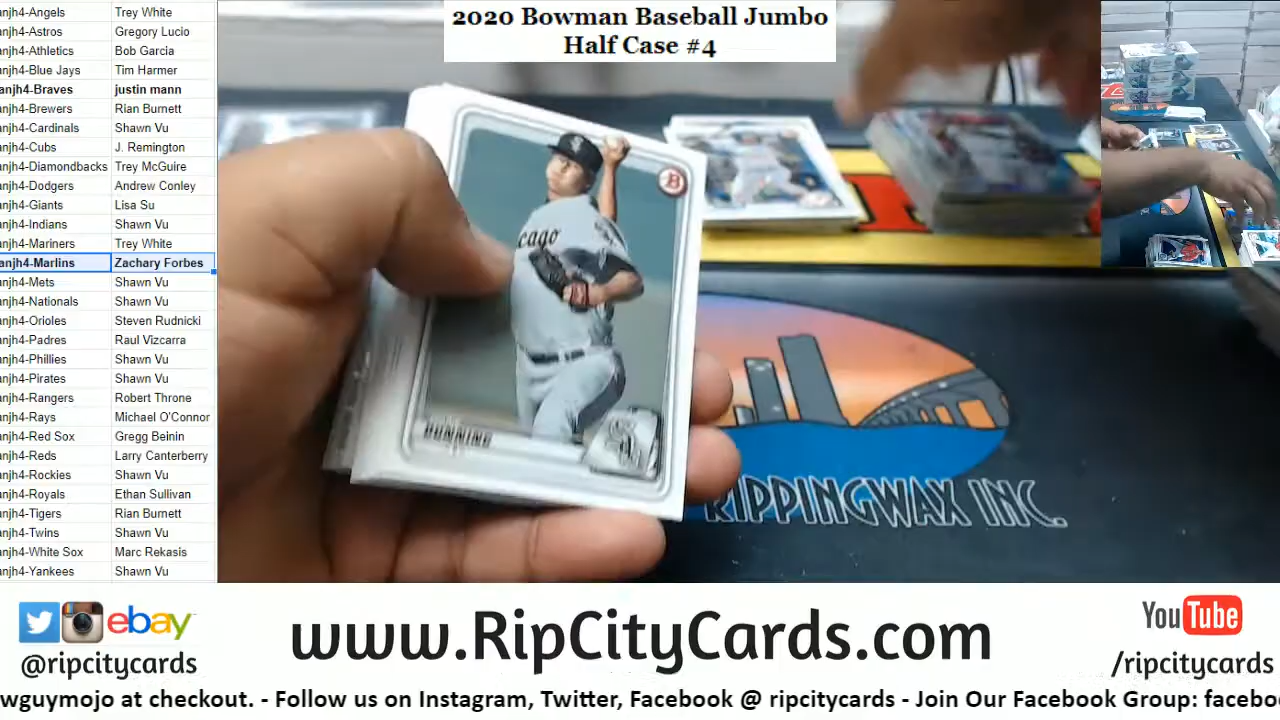 anjh4-Angels Trey White
anjh4-Astros Gregory Lucio
anjh4-Athletics Bob Garcia
anjh4-Blue Jays Tim Harmer
anjh4-Braves justin mann
anjh4-Brewers Rian Burnett
anjh4-Cardinals Shawn Vu
anjh4-Cubs J. Remington
anjh4-Diamondbacks Trey McGuire
anjh4-Dodgers Andrew Conley
anjh4-Giants Lisa Su
anjh4-Indians Shawn Vu
anjh4-Mariners Trey White
anjh4-Marlins Zachary Forbes
anjh4-Mets Shawn Vu
anjh4-Nationals Shawn Vu
anjh4-Orioles Steven Rudnicki
anjh4-Padres Raul Vizcarra
anjh4-Phillies Shawn Vu
anjh4-Pirates Shawn Vu
anjh4-Rangers Robert Throne
anjh4-Rays Michael O'Connor
anjh4-Red Sox Gregg Beinin
anjh4-Reds Larry Canterberry
anjh4-Rockies Shawn Vu
anjh4-Royals Ethan Sullivan
anjh4-Tigers Rian Burnett
anjh4-Twins Shawn Vu
anjh4-White Sox Marc Rekasis
anjh4-Yankees Shawn Vu
2020 Bowman Baseball Jumbo
Half Case #4
B
cago
DUNNING
RIPPINGWAX INC.
ebay
@ripcitycards
www.RipCityCards.com
YouTube
/ripcitycards
wguymojo at checkout. - Follow us on Instagram, Twitter, Facebook @ ripcitycards - Join Our Facebook Group: facebo